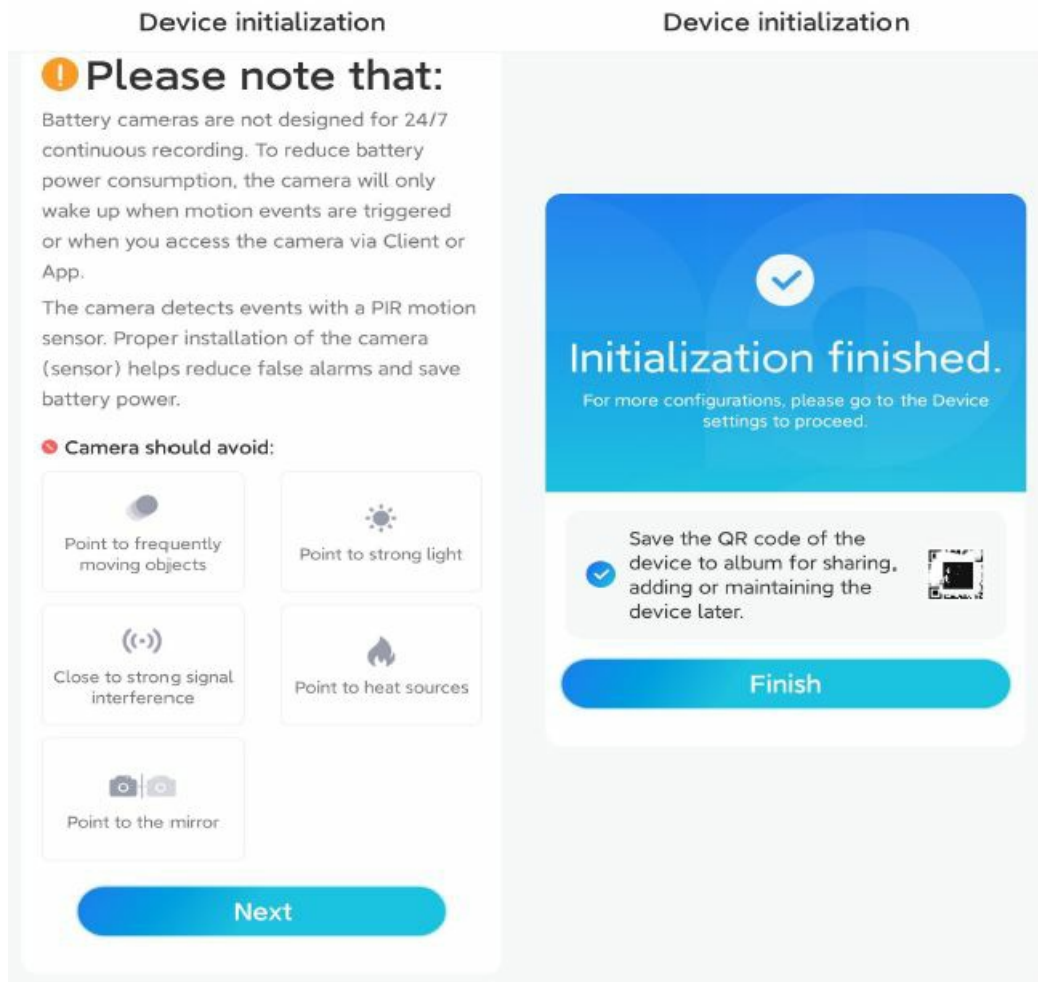 Device initialization
Please note that:
Battery cameras are not designed for 24/7
continuous recording. To reduce battery
power consumption, the camera will only
wake up when motion events are triggered
or when you access the camera via Client or
App.
The camera detects events with a PIR motion
sensor. Proper installation of the camera
(sensor) helps reduce false alarms and save
battery power.
Camera should avoid:
Point to frequently
moving objects
Point to strong light
Close to strong signal
interference
Point to heat sources
Point to the mirror
Next
Device initialization
Initialization finished.
For more configurations, please go to the Device
settings to proceed.
Save the QR code of the
device to album for sharing,
adding or maintaining the
device later.
Finish